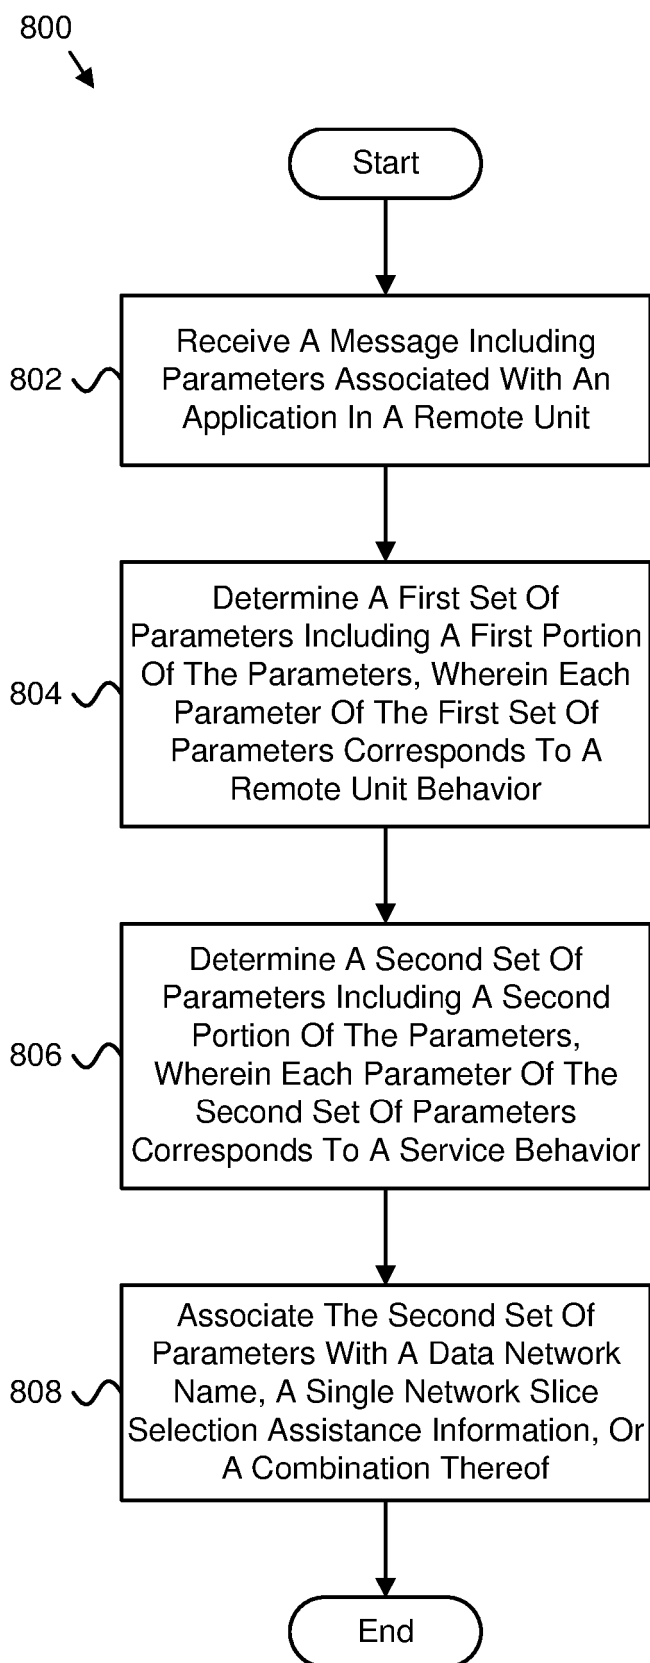 800
Start
802
Receive A Message Including
Parameters Associated With An
Application In A Remote Unit
804
Determine A First Set Of
Parameters Including A First Portion
Of The Parameters, Wherein Each
Parameter Of The First Set Of
Parameters Corresponds To A
Remote Unit Behavior
806
Determine A Second Set Of
Parameters Including A Second
Portion Of The Parameters,
Wherein Each Parameter Of The
Second Set Of Parameters
Corresponds To A Service Behavior
808
Associate The Second Set Of
Parameters With A Data Network
Name, A Single Network Slice
Selection Assistance Information, Or
A Combination Thereof
End